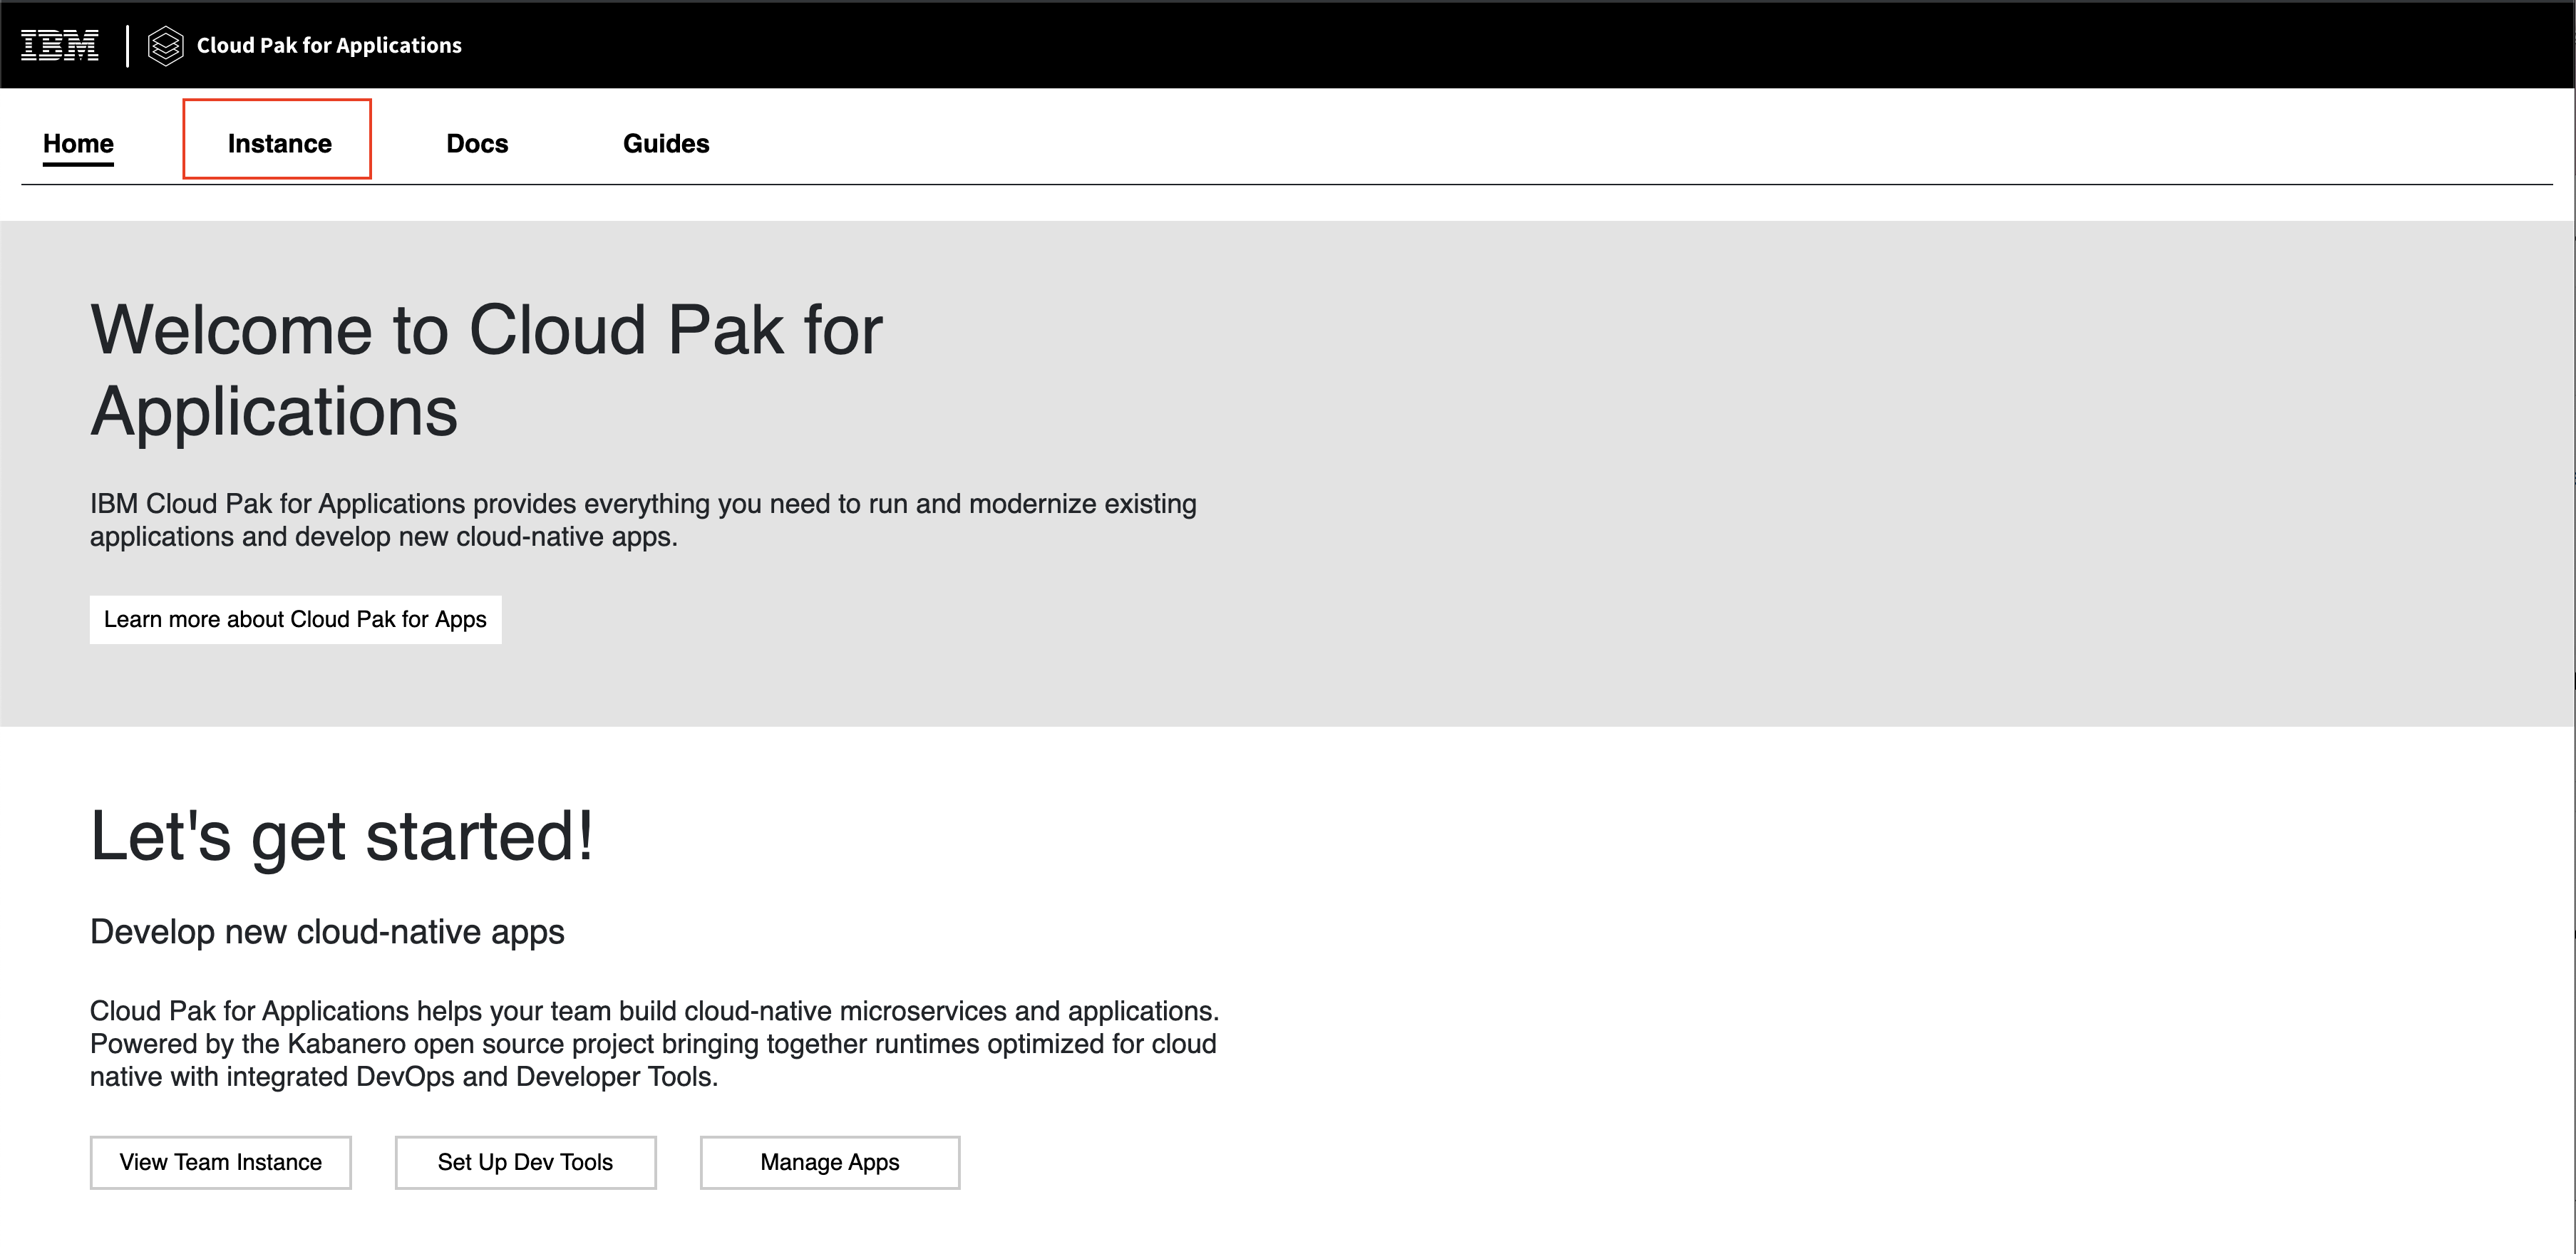 IBM Cloud Pak for Applications
Home Instance Docs Guides
Welcome to Cloud Pak for
Applications
IBM Cloud Pak for Applications provides everything you need to run and modernize existing
applications and develop new cloud-native apps.
Learn more about Cloud Pak for Apps
Let's get started!
Develop new cloud-native apps
Cloud Pak for Applications helps your team build cloud-native microservices and applications.
Powered by the Kabanero open source project bringing together runtimes optimized for cloud
native with integrated DevOps and Developer Tools.
View Team Instance Set Up Dev Tools Manage Apps